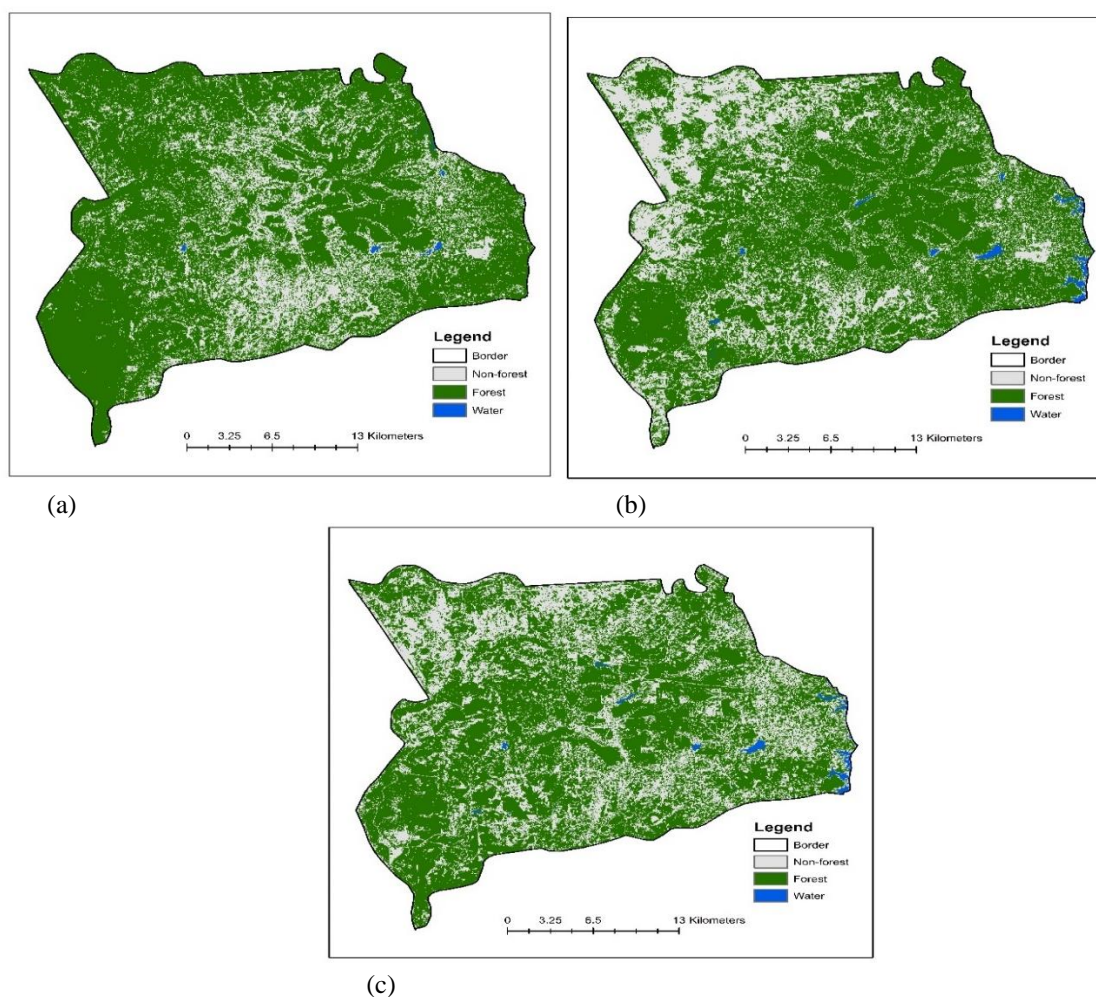 Legend
Border
Non-forest
Forest
Water
0 3.25 6.5 13 Kilometers
Legend
Border
Non-forest
Forest
Water
0 3.25 6.5 13 Kilometers
(a) (b)
Legend
Border
Non-forest
Forest
Water
0 3.25 6.5 13 Kilometers
(c)